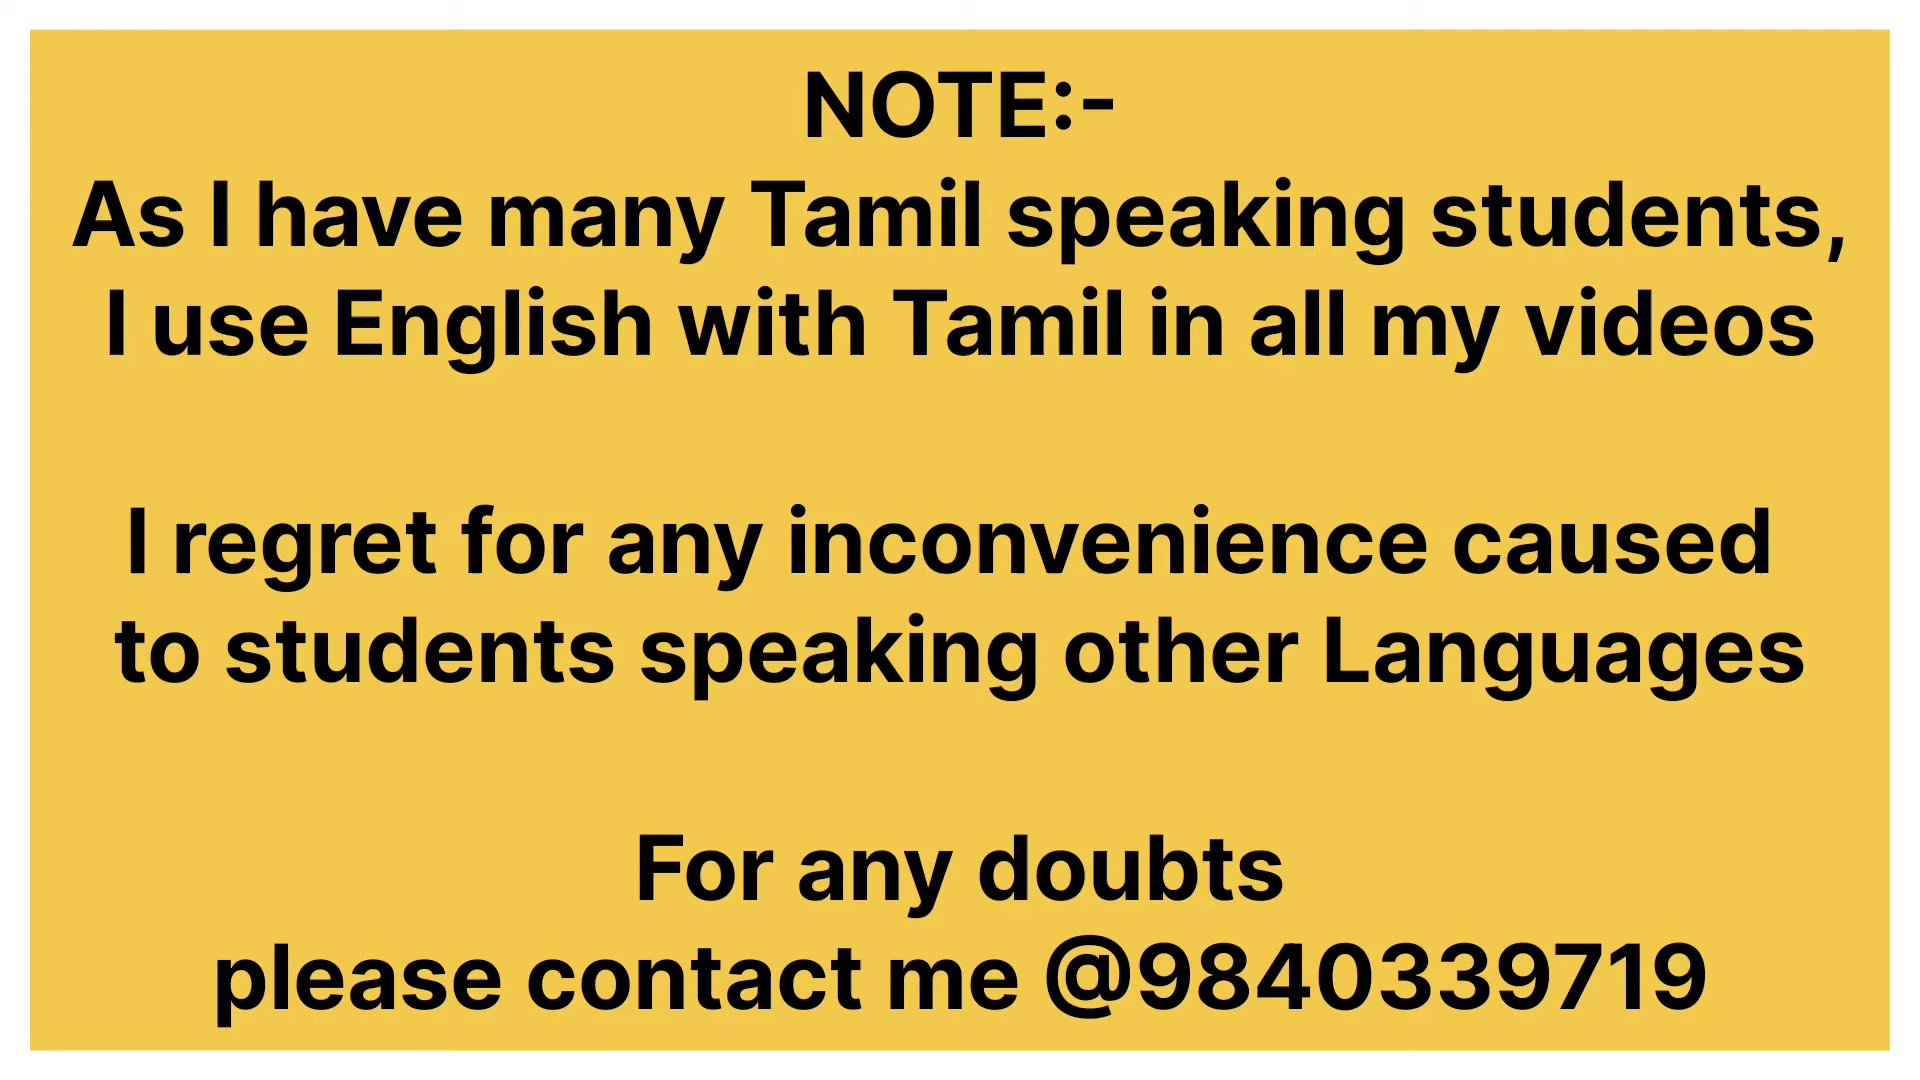 NOTE:-
As I have many Tamil speaking students,
I use English with Tamil in all my videos
I regret for any inconvenience caused
to students speaking other Languages
For any doubts
please contact me @9840339719